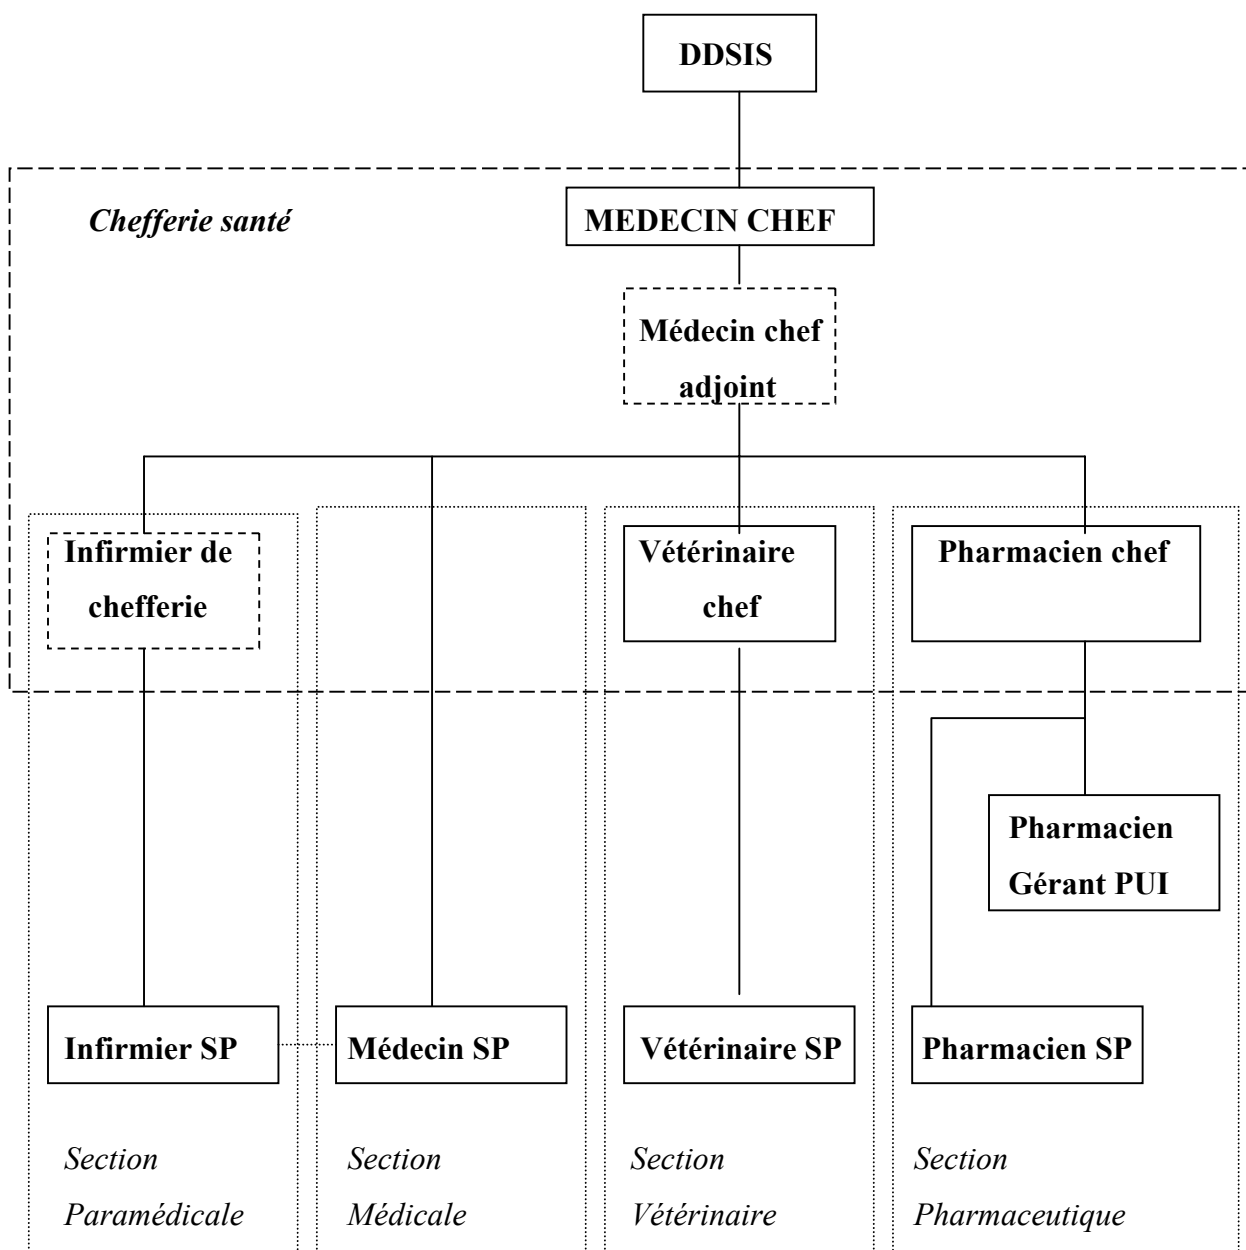 DDSIS
Chefferie santé
MEDECIN CHEF
Médecin chef
adjoint
Infirmier de
chefferie
Vétérinaire
chef
Pharmacien chef
Pharmacien
Gérant PUI
Infirmier SP
Médecin SP
Vétérinaire SP
Pharmacien SP
Section
Paramédicale
Section
Médicale
Section
Vétérinaire
Section
Pharmaceutique